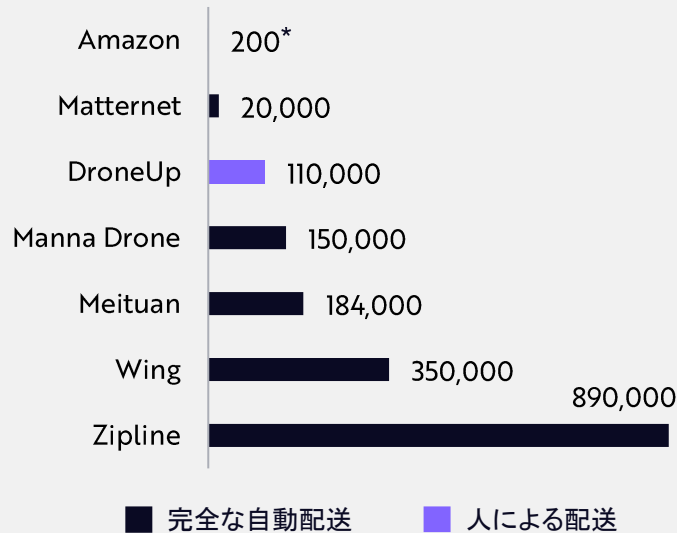 Amazon 200*
Matternet 20,000
DroneUp 110,000
Manna Drone 150,000
Meituan 184,000
Wing 350,000
890,000
Zipline
完全な自動配送 人による配送